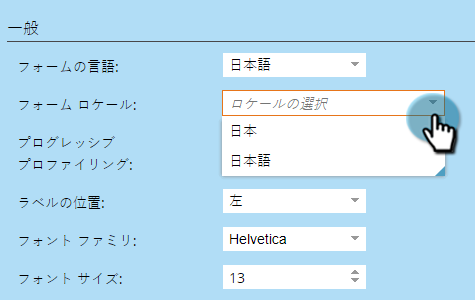 一般
フォームの言語: 日本語
フォーム ロケール: ロケールの選択
日本
日本語
プログレッシブ
プロファイリング:
ラベルの位置: 左
フォント ファミリ: Helvetica
フォント サイズ: 13